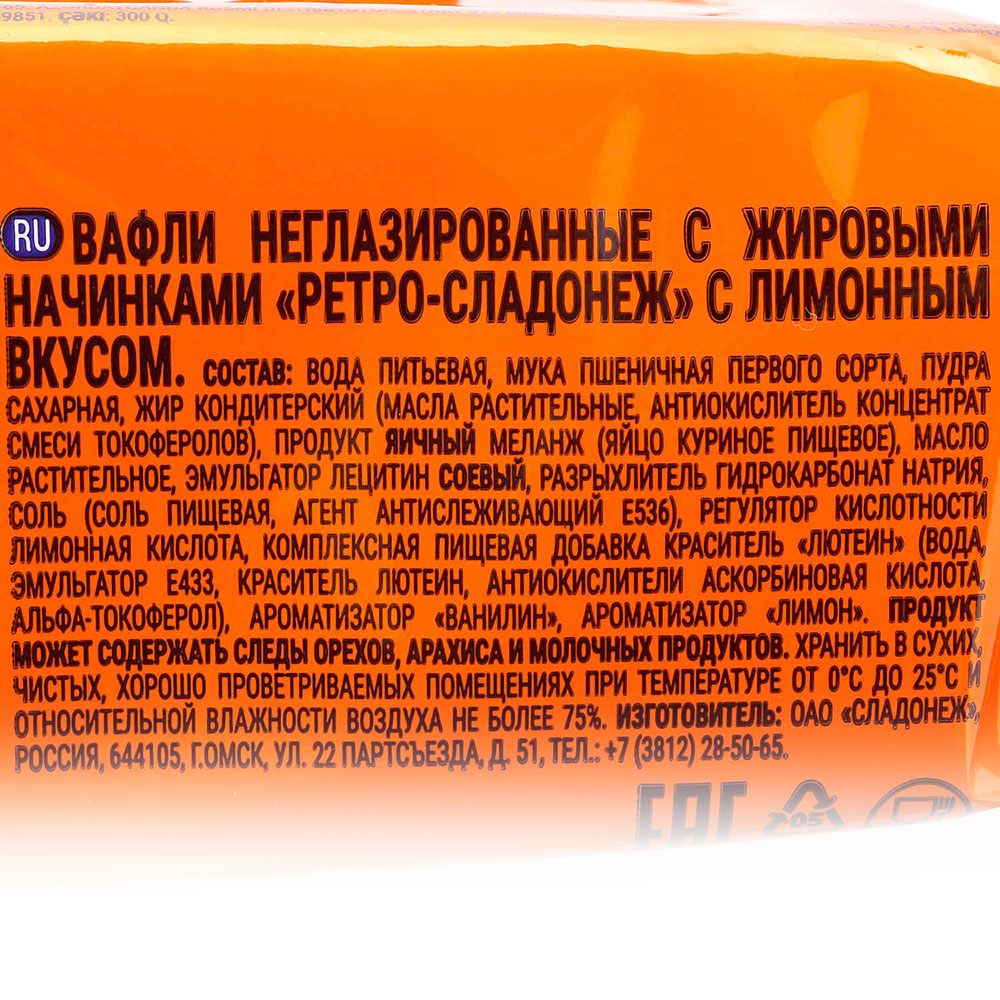 9851. ÇƏKİ: 300 Q.
RU ВАФЛИ НЕГЛАЗИРОВАННЫЕ С ЖИРОВЫМИ
НАЧИНКАМИ «РЕТРО-СЛАДОНЕЖ» С ЛИМОННЫМ
ВКУСОМ. СОСТАВ: ВОДА ПИТЬЕВАЯ, МУКА ПШЕНИЧНАЯ ПЕРВОГО СОРТА, ПУДРА
САХАРНАЯ, ЖИР КОНДИТЕРСКИЙ (МАСЛА РАСТИТЕЛЬНЫЕ, АНТИОКИСЛИТЕЛЬ КОНЦЕНТРАТ
СМЕСИ ТОКОФЕРОЛОВ), ПРОДУКТ ЯИЧНЫЙ МЕЛАНЖ (ЯЙЦО КУРИНОЕ ПИЩЕВОЕ), МАСЛО
РАСТИТЕЛЬНОЕ, ЭМУЛЬГАТОР ЛЕЦИТИН СОЕВЫЙ, РАЗРЫХЛИТЕЛЬ ГИДРОКАРБОНАТ НАТРИЯ,
СОЛЬ (СОЛЬ ПИЩЕВАЯ, АГЕНТ АНТИСЛЕЖИВАЮЩИЙ Е536), РЕГУЛЯТОР КИСЛОТНОСТИ
ЛИМОННАЯ КИСЛОТА, КОМПЛЕКСНАЯ ПИЩЕВАЯ ДОБАВКА КРАСИТЕЛЬ «ЛЮТЕИН» (ВОДА,
ЭМУЛЬГАТОР Е433, КРАСИТЕЛЬ ЛЮТЕИН, АНТИОКИСЛИТЕЛИ АСКОРБИНОВАЯ КИСЛОТА,
АЛЬФА-ТОКОФЕРОЛ), АРОМАТИЗАТОР «ВАНИЛИН», АРОМАТИЗАТОР «ЛИМОН». ПРОДУКТ
МОЖЕТ СОДЕРЖАТЬ СЛЕДЫ ОРЕХОВ, АРАХИСА И МОЛОЧНЫХ ПРОДУКТОВ. ХРАНИТЬ В СУХИХ,
ЧИСТЫХ, ХОРОШО ПРОВЕТРИВАЕМЫХ ПОМЕЩЕНИЯХ ПРИ ТЕМПЕРАТУРЕ ОТ 0°С ДО 25°С И
ОТНОСИТЕЛЬНОЙ ВЛАЖНОСТИ ВОЗДУХА НЕ БОЛЕЕ 75%. ИЗГОТОВИТЕЛЬ: ОАО «СЛАДОНЕЖ»,
РОССИЯ, 644105, Г.ОМСК, УЛ. 22 ПАРТСЪЕЗДА, Д. 51, ТЕЛ.: +7 (3812) 28-50-65.
EAC 05